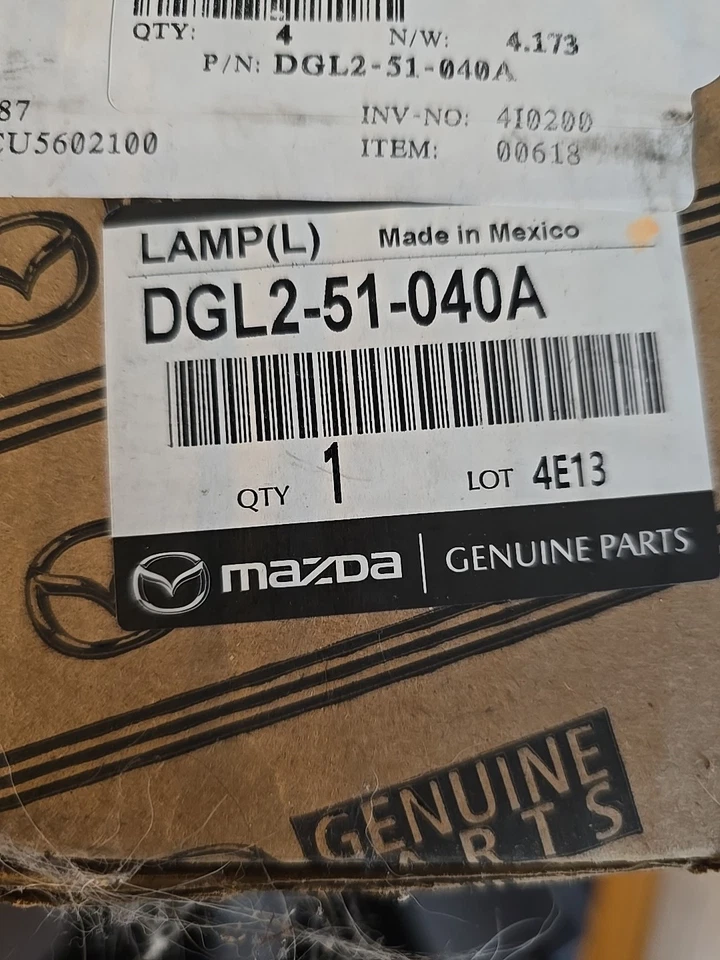 QTY: 4 N/W: 4.173
P/N: DGL2-51-040A
87 INV-NO: 4I0200
CU5602100 ITEM: 00618
LAMP(L) Made in Mexico
DGL2-51-040A
QTY 1 LOT 4E13
mazda GENUINE PARTS
GENUINE
ARTS